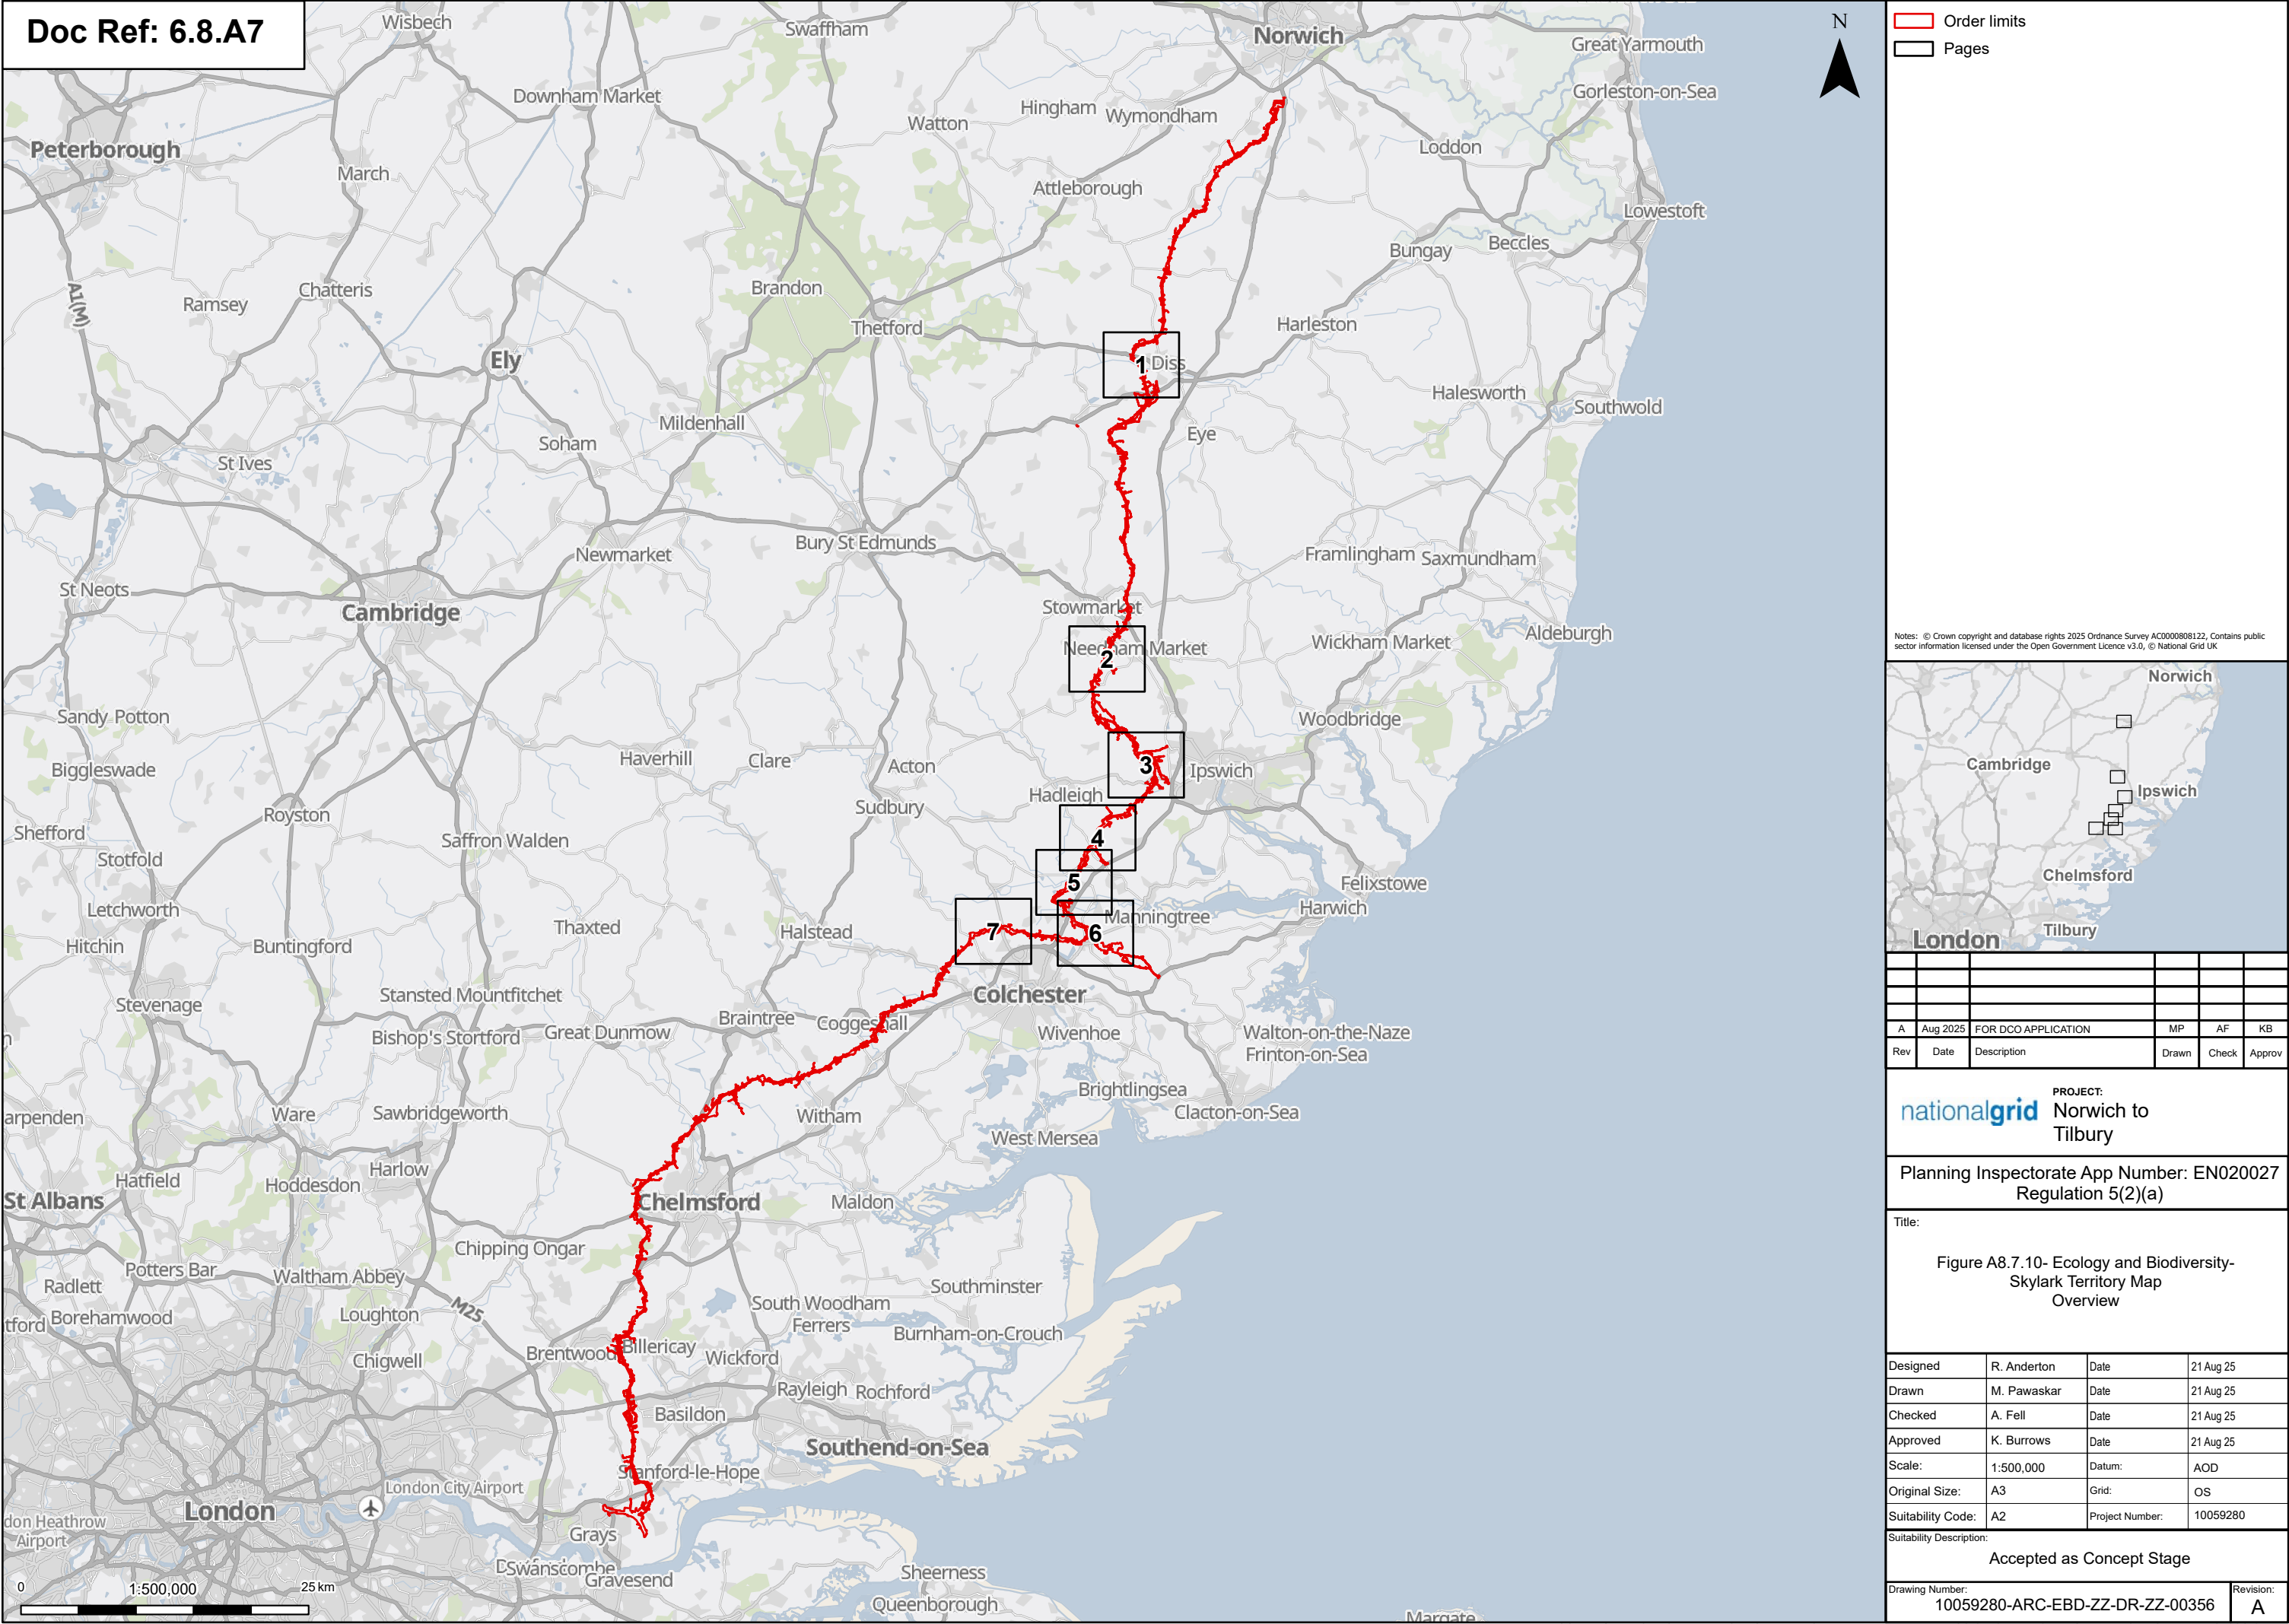 Doc Ref: 6.8.A7
Wisbech
Swaffham
Norwich
N
Great Yarmouth
Downham Market
Gorleston-on-Sea
Hingham
Wymondham
Watton
Peterborough
Loddon
March
Attleborough
Lowestoft
Bungay
Beccles
A1(M)
Ramsey
Chatteris
Brandon
Thetford
Harleston
Ely
1
Diss
Halesworth
Southwold
Mildenhall
Soham
Eye
St Ives
Bury St Edmunds
Newmarket
Framlingham
Saxmundham
St Neots
Cambridge
Stowmarket
Needham Market
2
Wickham Market
Aldeburgh
Sandy Potton
Woodbridge
Haverhill
Clare
Acton
Biggleswade
3
Ipswich
Hadleigh
Sudbury
Royston
Shefford
Saffron Walden
4
Stotfold
5
Felixstowe
Letchworth
Harwich
Manningtree
Thaxted
Halstead
7
6
Hitchin
Buntingford
Colchester
Stansted Mountfitchet
Stevenage
Braintree
Coggeshall
Bishop's Stortford
Great Dunmow
Wivenhoe
Walton-on-the-Naze
Frinton-on-Sea
Brightlingsea
Clacton-on-Sea
arpenden
Ware
Sawbridgeworth
Witham
West Mersea
Harlow
Hatfield
Hoddesdon
St Albans
Chelmsford
Maldon
Chipping Ongar
Potters Bar
Waltham Abbey
Radlett
Southminster
M25
Loughton
South Woodham
Ferrers
Borehamwood
tford
Burnham-on-Crouch
Brentwood
Billericay
Wickford
Chigwell
Rayleigh
Rochford
Basildon
Southend-on-Sea
Stanford-le-Hope
London City Airport
London
don Heathrow
Airport
Grays
Swanscombe
Gravesend
Sheerness
Queenborough
Margate
0
1:500,000
25 km
Order limits
Pages
Notes: © Crown copyright and database rights 2025 Ordnance Survey AC0000808122, Contains public
sector information licensed under the Open Government Licence v3.0, © National Grid UK
Norwich
Cambridge
Ipswich
Chelmsford
Tilbury
London
A Aug 2025 FOR DCO APPLICATION MP AF KB
Rev Date Description Drawn Check Approv
nationalgrid
PROJECT:
Norwich to
Tilbury
Planning Inspectorate App Number: EN020027
Regulation 5(2)(a)
Title:
Figure A8.7.10- Ecology and Biodiversity-
Skylark Territory Map
Overview
Designed R. Anderton Date 21 Aug 25
Drawn M. Pawaskar Date 21 Aug 25
Checked A. Fell Date 21 Aug 25
Approved K. Burrows Date 21 Aug 25
Scale: 1:500,000 Datum: AOD
Original Size: A3 Grid: OS
Suitability Code: A2 Project Number: 10059280
Suitability Description:
Accepted as Concept Stage
Drawing Number:
10059280-ARC-EBD-ZZ-DR-ZZ-00356
Revision:
A